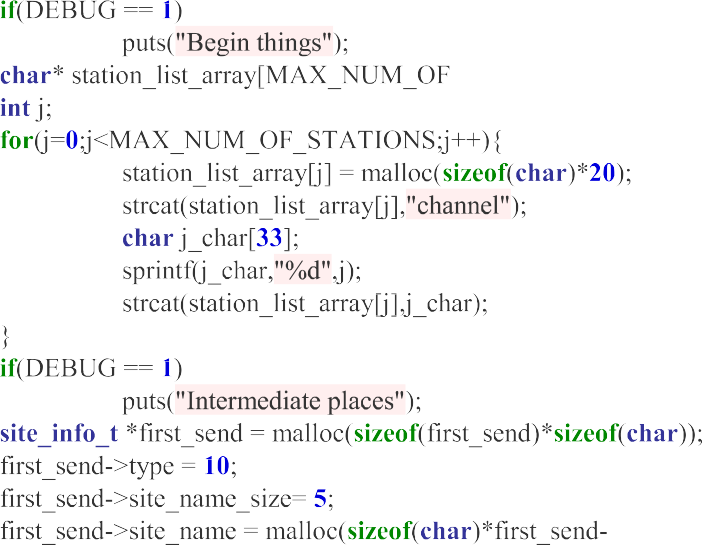 if(DEBUG == 1)
puts("Begin things");
char* station_list_array[MAX_NUM_OF
int j;
for(j=0;j<MAX_NUM_OF_STATIONS;j++){
station_list_array[j] = malloc(sizeof(char)*20);
strcat(station_list_array[j],"channel");
char j_char[33];
sprintf(j_char,"%d",j);
strcat(station_list_array[j],j_char);
}
if(DEBUG == 1)
puts("Intermediate places");
site_info_t *first_send = malloc(sizeof(first_send)*sizeof(char));
first_send->type = 10;
first_send->site_name_size= 5;
first_send->site_name = malloc(sizeof(char)*first_send-